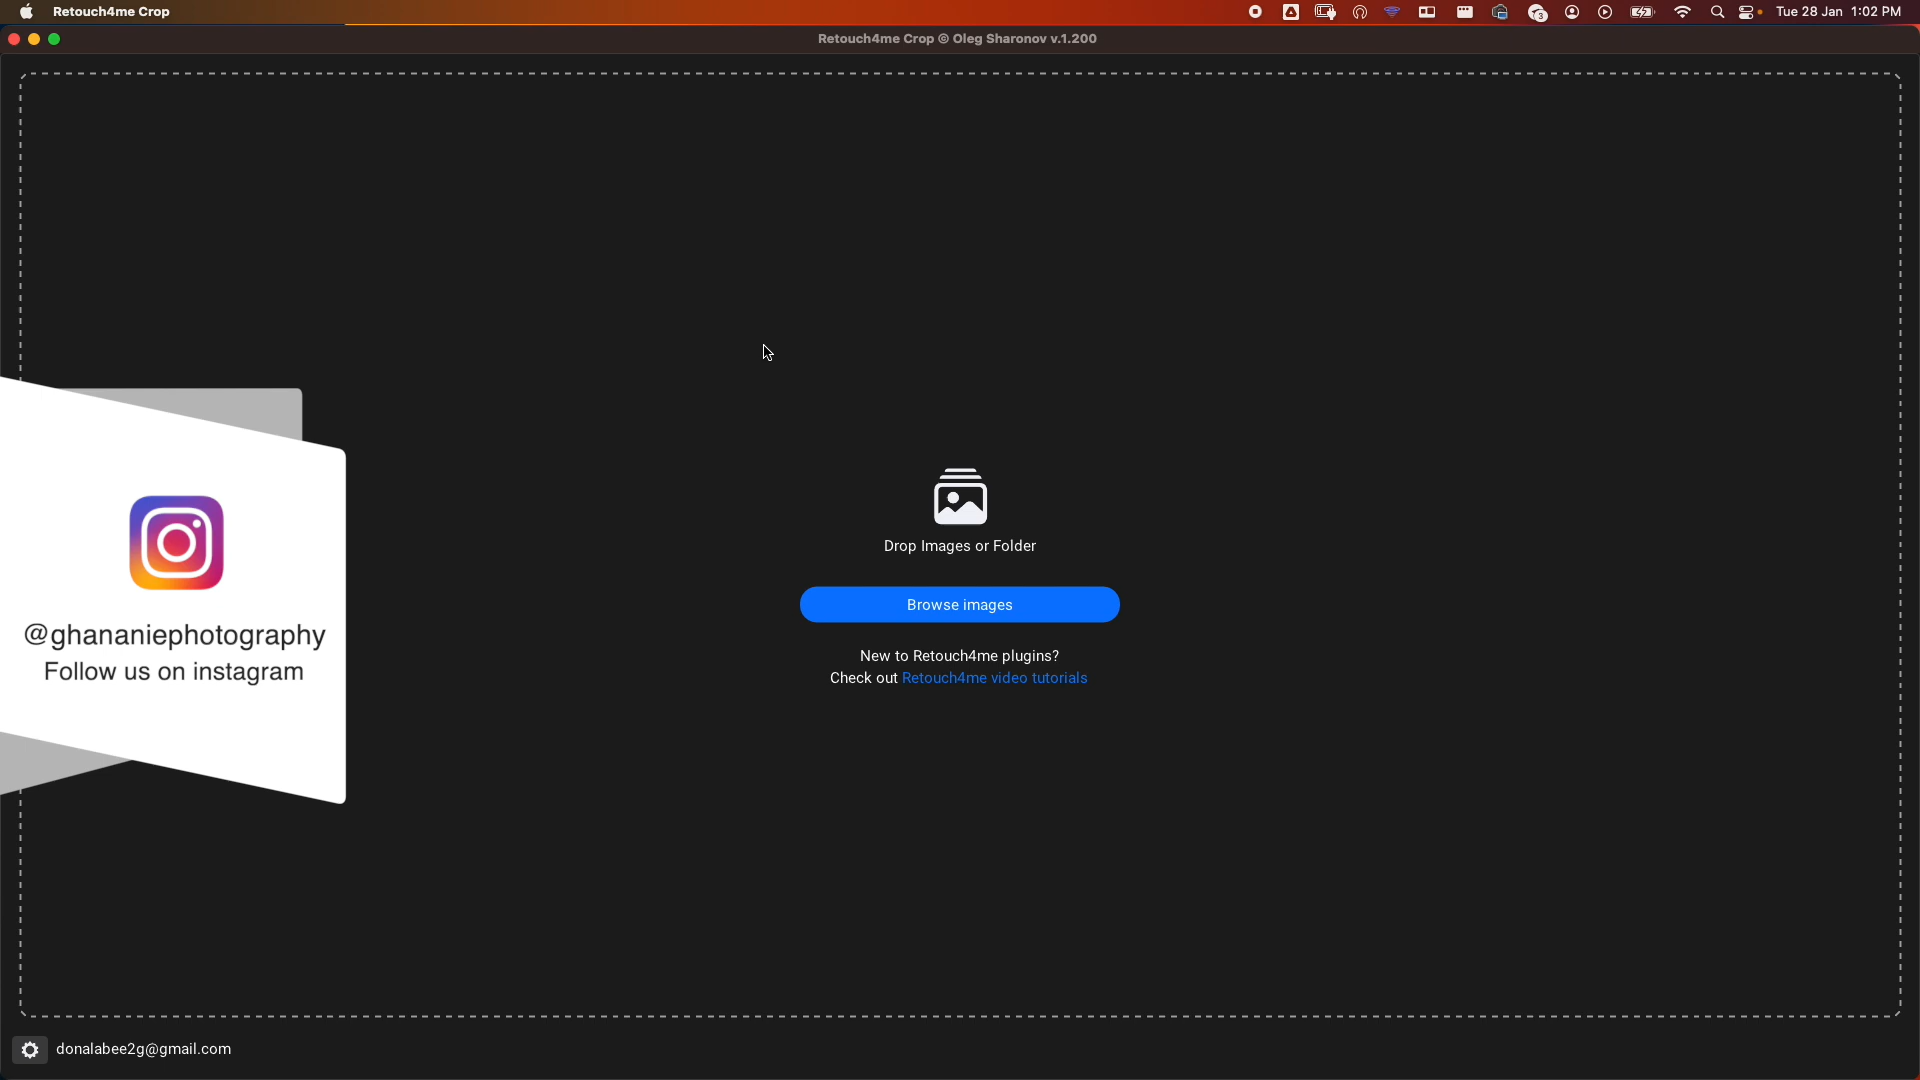 Retouch4me Crop
3
Tue 28 Jan 1:02 PM
Retouch4me Crop © Oleg Sharonov v.1.200
Drop Images or Folder
Browse images
New to Retouch4me plugins?
Check out Retouch4me video tutorials
@ghananiephotography
Follow us on instagram
donalabee2g@gmail.com